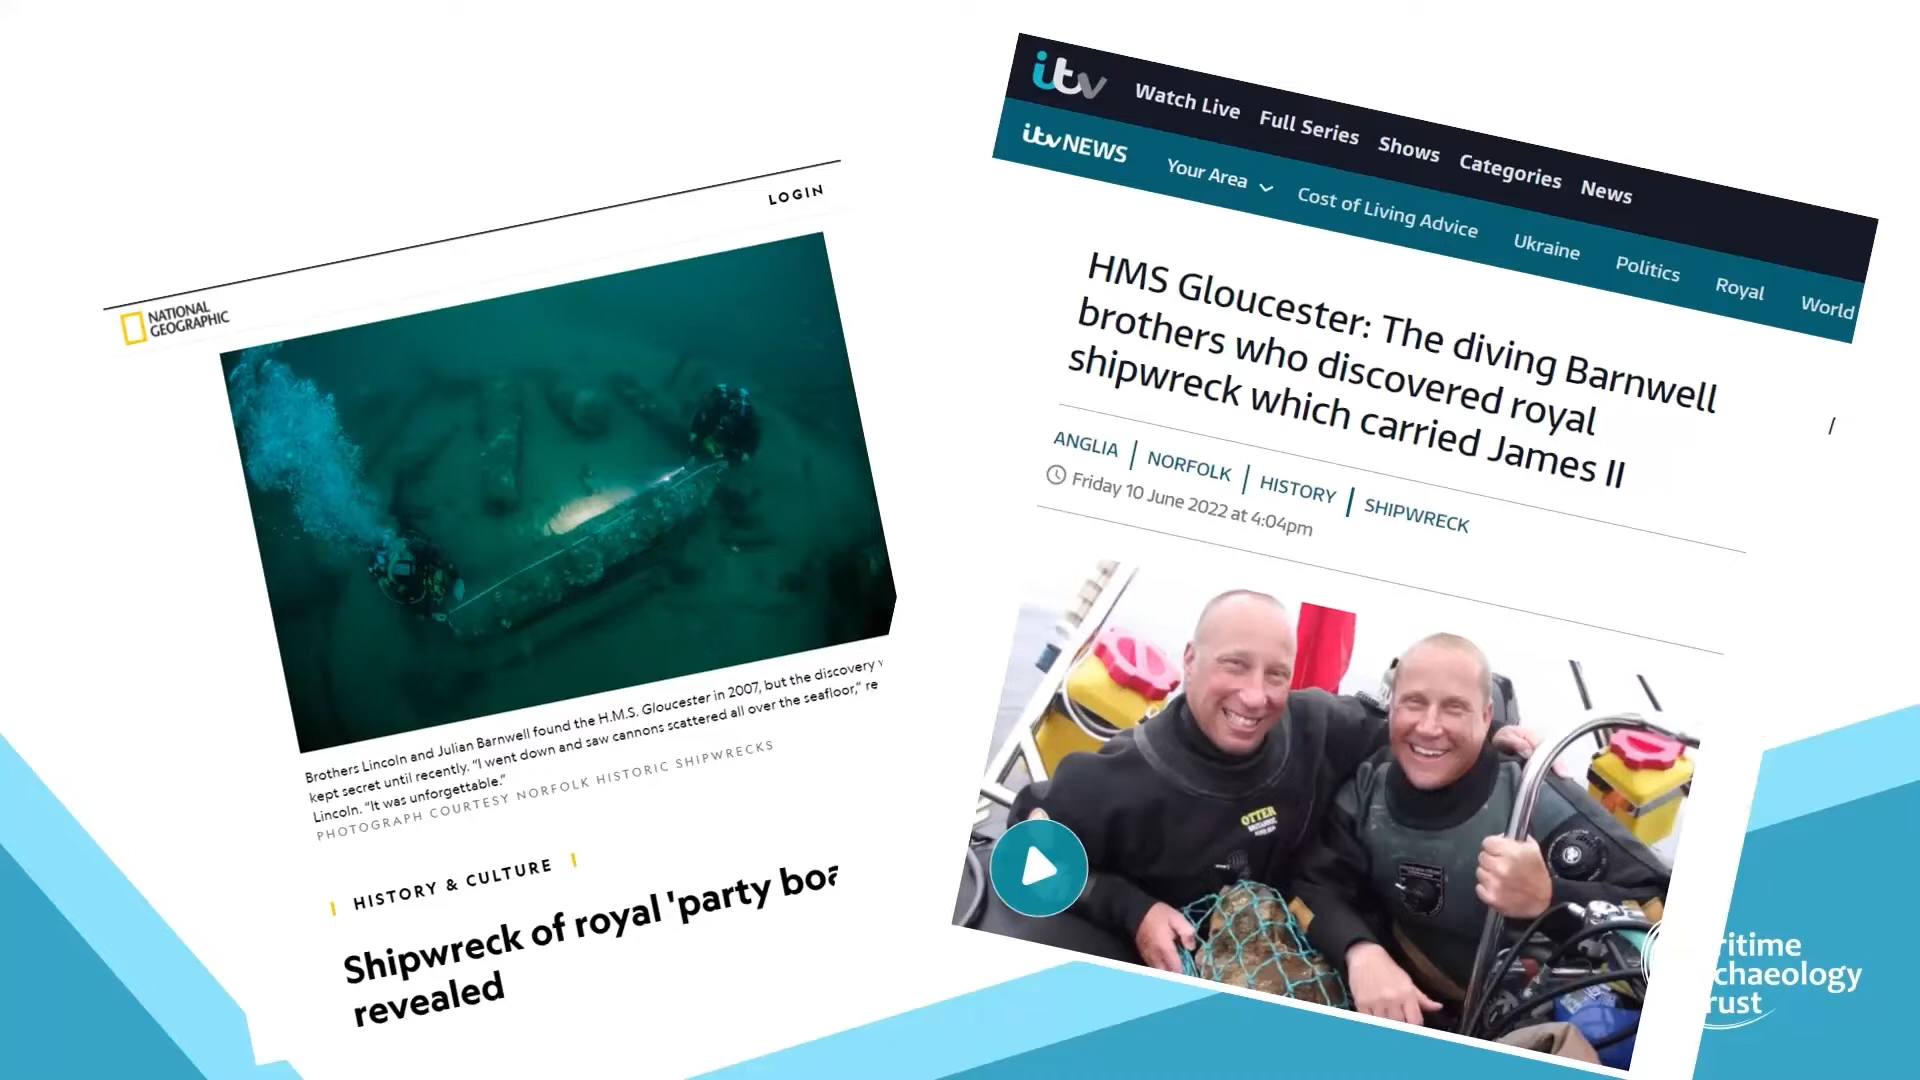 LOGIN
NATIONAL
GEOGRAPHIC
Brothers Lincoln and Julian Barnwell found the H.M.S. Gloucester in 2007, but the discovery
kept secret until recently. “I went down and saw cannons scattered all over the seafloor,” re
Lincoln. “It was unforgettable.”
PHOTOGRAPH COURTESY NORFOLK HISTORIC SHIPWRECKS
HISTORY & CULTURE
Shipwreck of royal 'party boa
revealed
itv
Watch Live Full Series Shows Categories News
itv NEWS
Your Area Cost of Living Advice Ukraine Politics Royal World
HMS Gloucester: The diving Barnwell
brothers who discovered royal
shipwreck which carried James II
ANGLIA | NORFOLK | HISTORY | SHIPWRECK
Friday 10 June 2022 at 4:04pm
OTTER
ritime
chaeology
rust